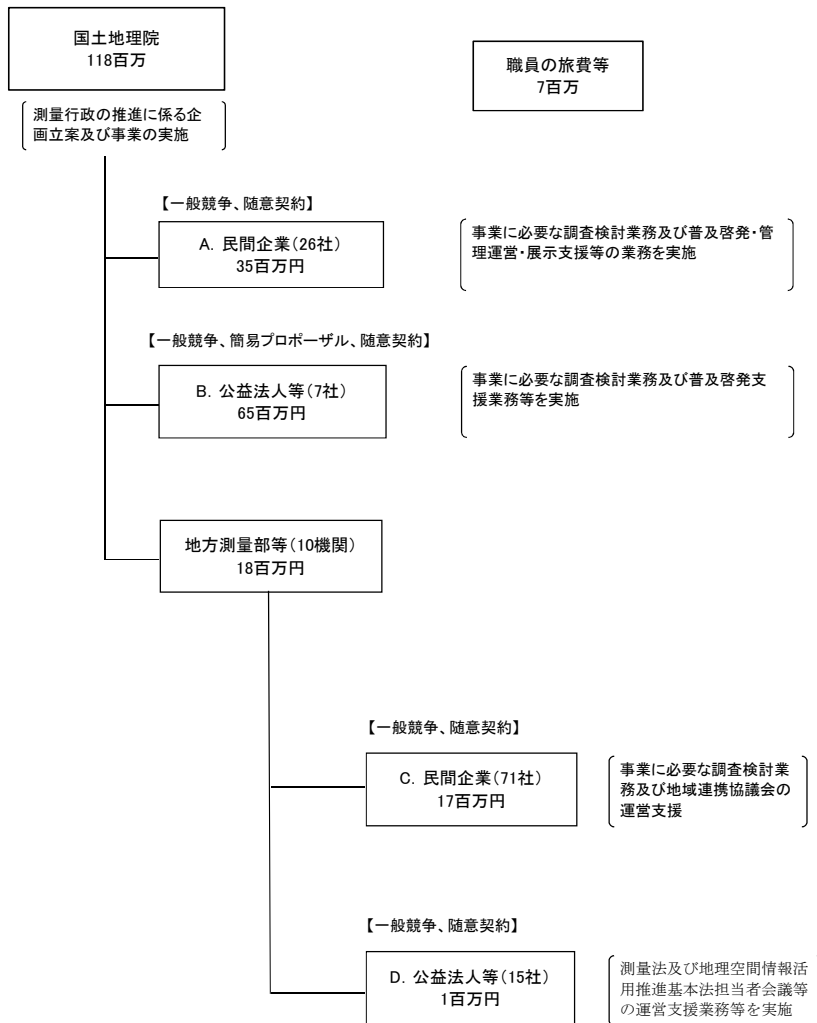 国土地理院
118百万
職員の旅費等
7百万
測量行政の推進に係る企
画立案及び事業の実施
【一般競争、随意契約】
A．民間企業(26社)
35百万円
事業に必要な調査検討業務及び普及啓発・管
理運営・展示支援等の業務を実施
【一般競争、簡易プロポーザル、随意契約】
B．公益法人等(7社)
65百万円
事業に必要な調査検討業務及び普及啓発支
援業務等を実施
地方測量部等(10機関)
18百万円
【一般競争、随意契約】
C．民間企業(71社)
17百万円
事業に必要な調査検討業
務及び地域連携協議会の
運営支援
【一般競争、随意契約】
D．公益法人等(15社)
1百万円
測量法及び地理空間情報活
用推進基本法担当者会議等
の運営支援業務等を実施